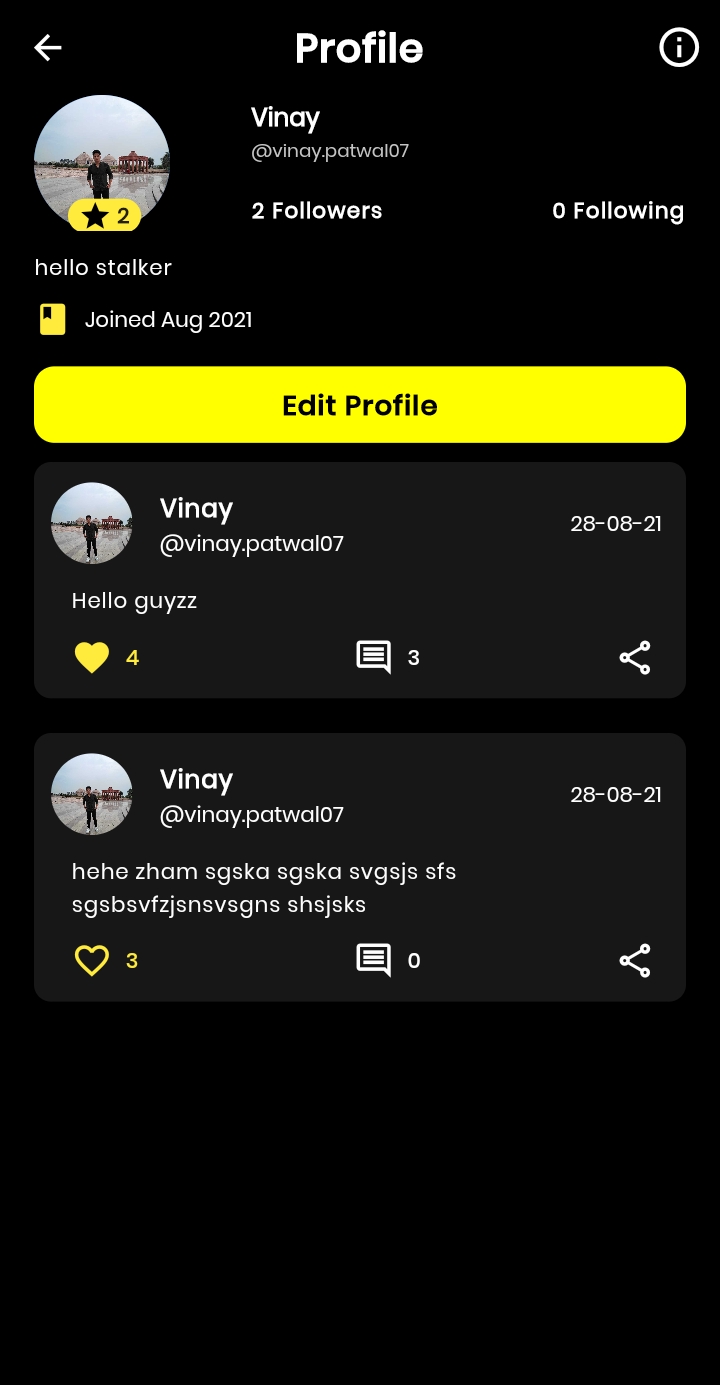 Profile
Vinay
@vinay.patwal07
2 Followers 0 Following
2
hello stalker
Joined Aug 2021
Edit Profile
Vinay
@vinay.patwal07
28-08-21
Hello guyzz
4 3
Vinay
@vinay.patwal07
28-08-21
hehe zham sgska sgska svgsjs sfs
sgsbsvfzjsnsvsgns shsjsks
3 0